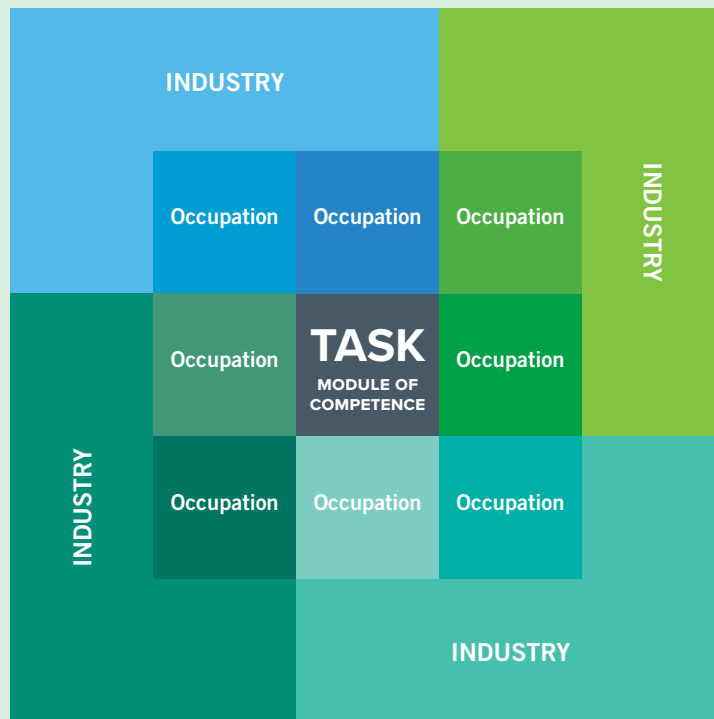 INDUSTRY
INDUSTRY
Occupation
Occupation
Occupation
Occupation
TASK
MODULE OF
COMPETENCE
Occupation
INDUSTRY
Occupation
Occupation
Occupation
INDUSTRY